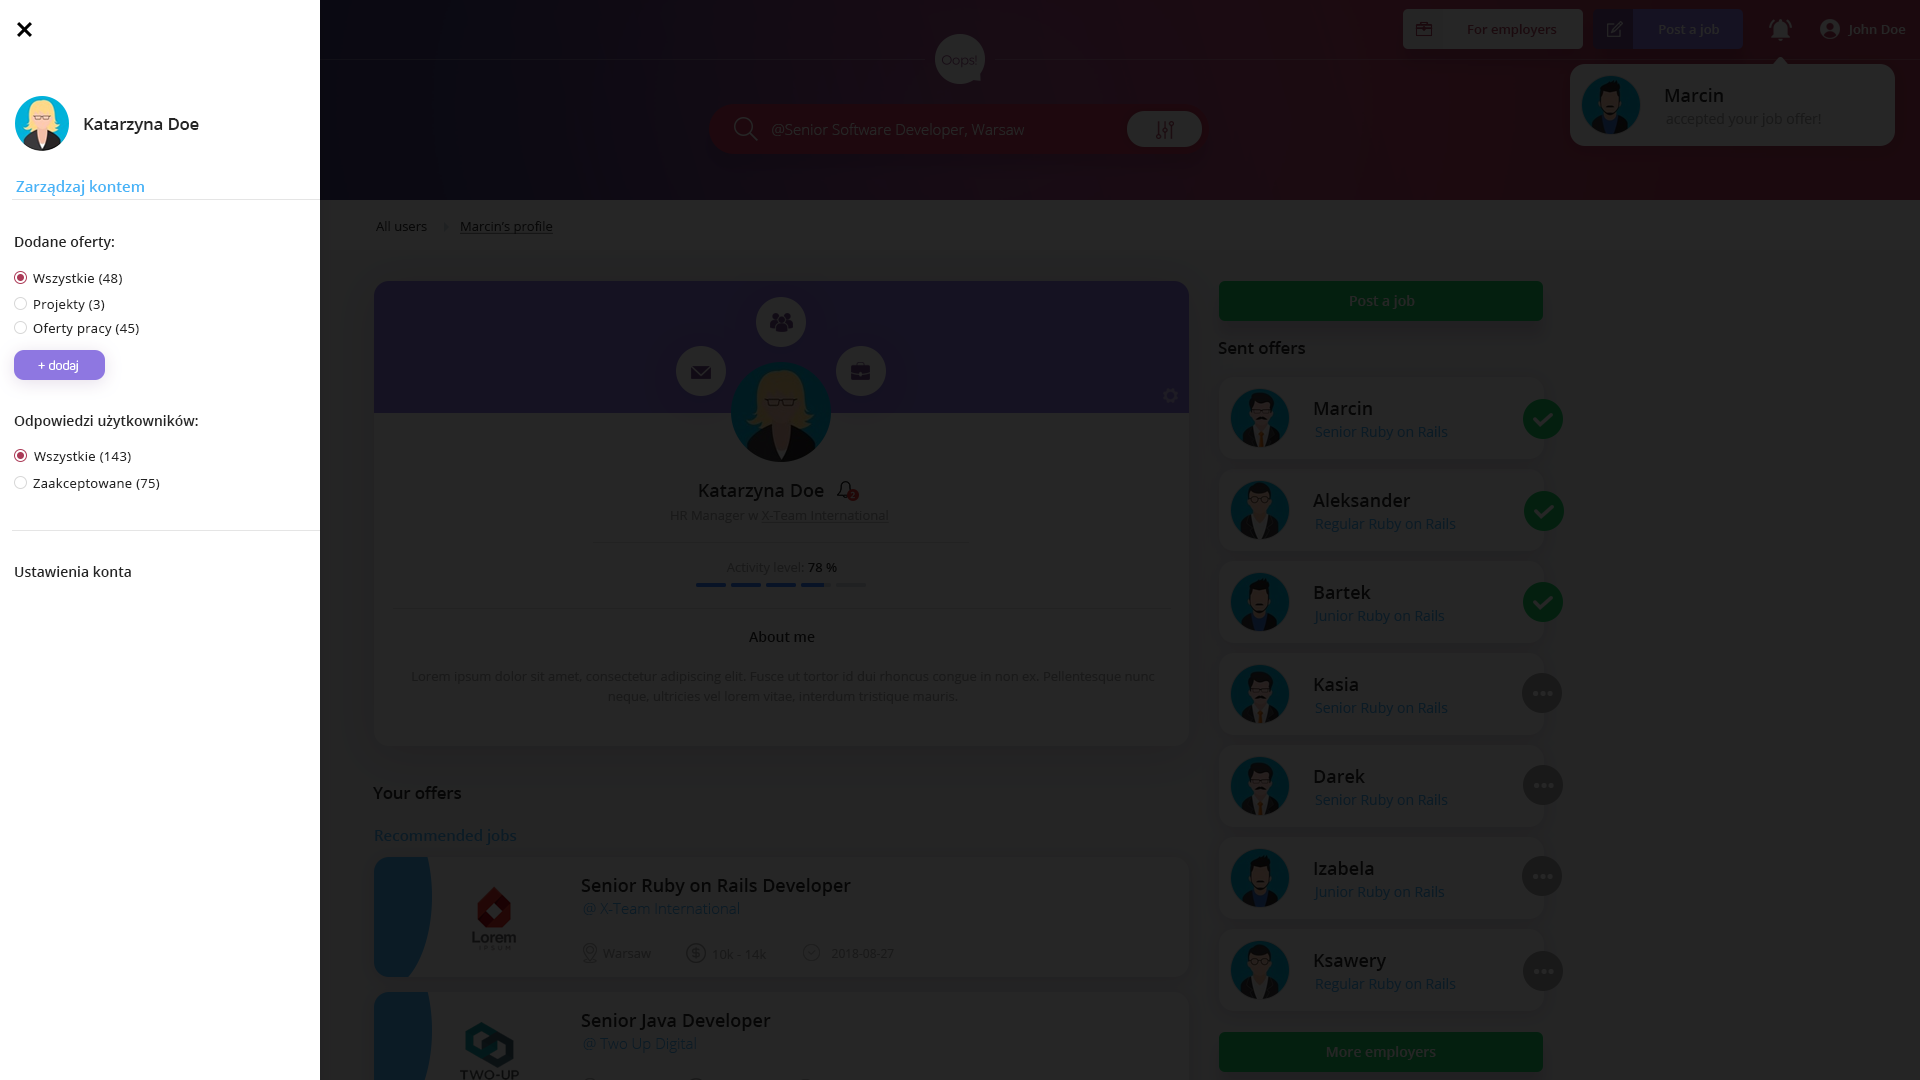 Katarzyna Doe
Zarządzaj kontem
Dodane oferty:
Wszystkie (48)
Projekty (3)
Oferty pracy (45)
+ dodaj
Odpowiedzi użytkowników:
Wszystkie (143)
Zaakceptowane (75)
Ustawienia konta
For employers
Post a job
John Doe
Oops!
@Senior Software Developer, Warsaw
Marcin
accepted your job offer!
All users
Marcin's profile
Katarzyna Doe
HR Manager w X-Team International
Activity level: 78 %
About me
Lorem ipsum dolor sit amet, consectetur adipiscing elit. Fusce ut tortor id dui rhoncus congue in non ex. Pellentesque nunc
neque, ultricies vel lorem vitae, interdum tristique mauris.
Your offers
Recommended jobs
Senior Ruby on Rails Developer
@ X-Team International
Lorem
IPSUM
Warsaw
10k - 14k
2018-08-27
Senior Java Developer
@ Two Up Digital
TWO-UP
Post a job
Sent offers
Marcin
Senior Ruby on Rails
Aleksander
Regular Ruby on Rails
Bartek
Junior Ruby on Rails
Kasia
Senior Ruby on Rails
Darek
Senior Ruby on Rails
Izabela
Junior Ruby on Rails
Ksawery
Regular Ruby on Rails
More employers